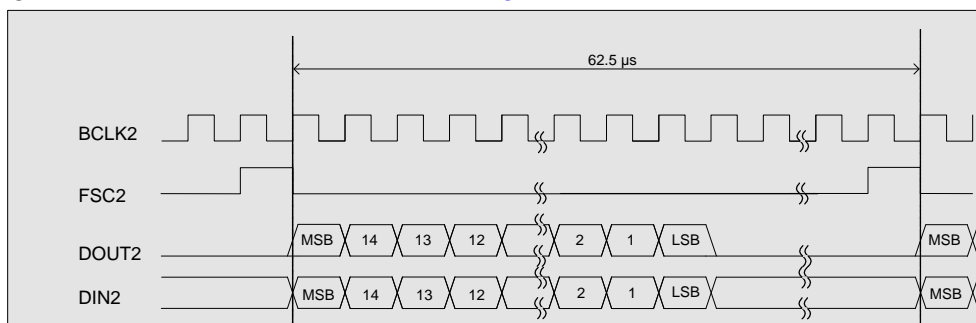 62.5 µs
BCLK2
FSC2
DOUT2 MSB 14 13 12 2 1 LSB MSB
DIN2 MSB 14 13 12 2 1 LSB MSB